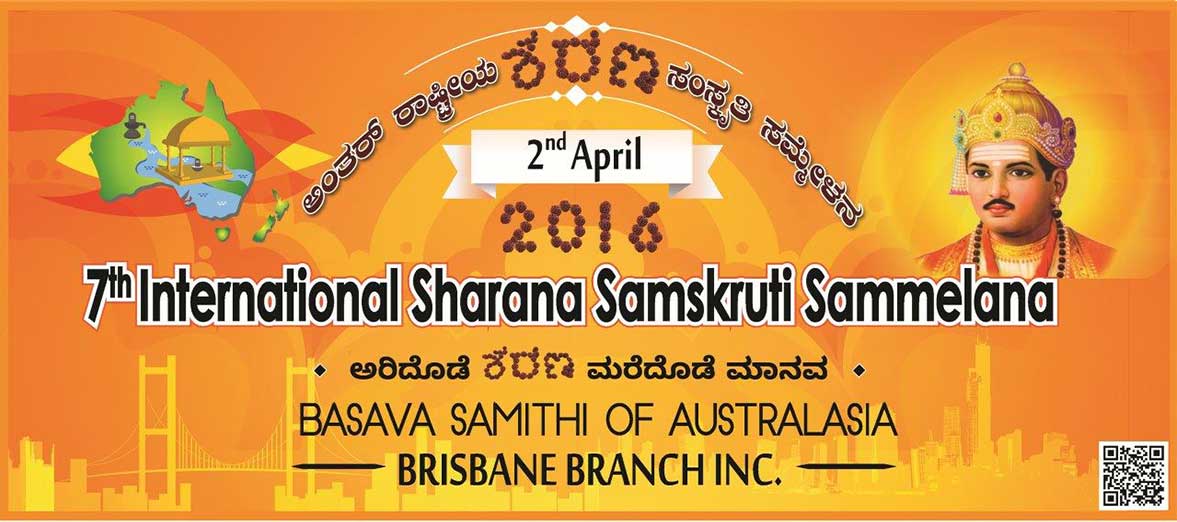 ಅಂತರ್ ರಾಷ್ಟ್ರೀಯ ಶರಣ ಸಂಸ್ಕೃತಿ ಸಮ್ಮೇಳನ
2nd April
2016
7th International Sharana Samskruti Sammelana
• ಅರಿದೊಡೆ ಶರಣ ಮರೆದೊಡೆ ಮಾನವ •
BASAVA SAMITHI OF AUSTRALASIA
BRISBANE BRANCH INC.